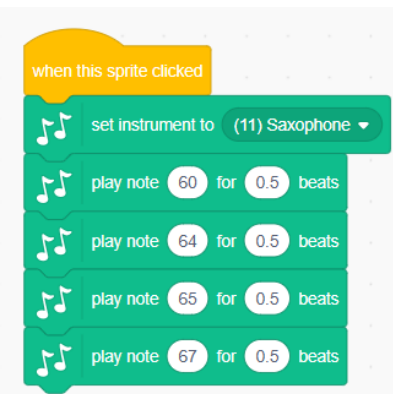 when this sprite clicked
set instrument to (11) Saxophone
play note 60 for 0.5 beats
play note 64 for 0.5 beats
play note 65 for 0.5 beats
play note 67 for 0.5 beats